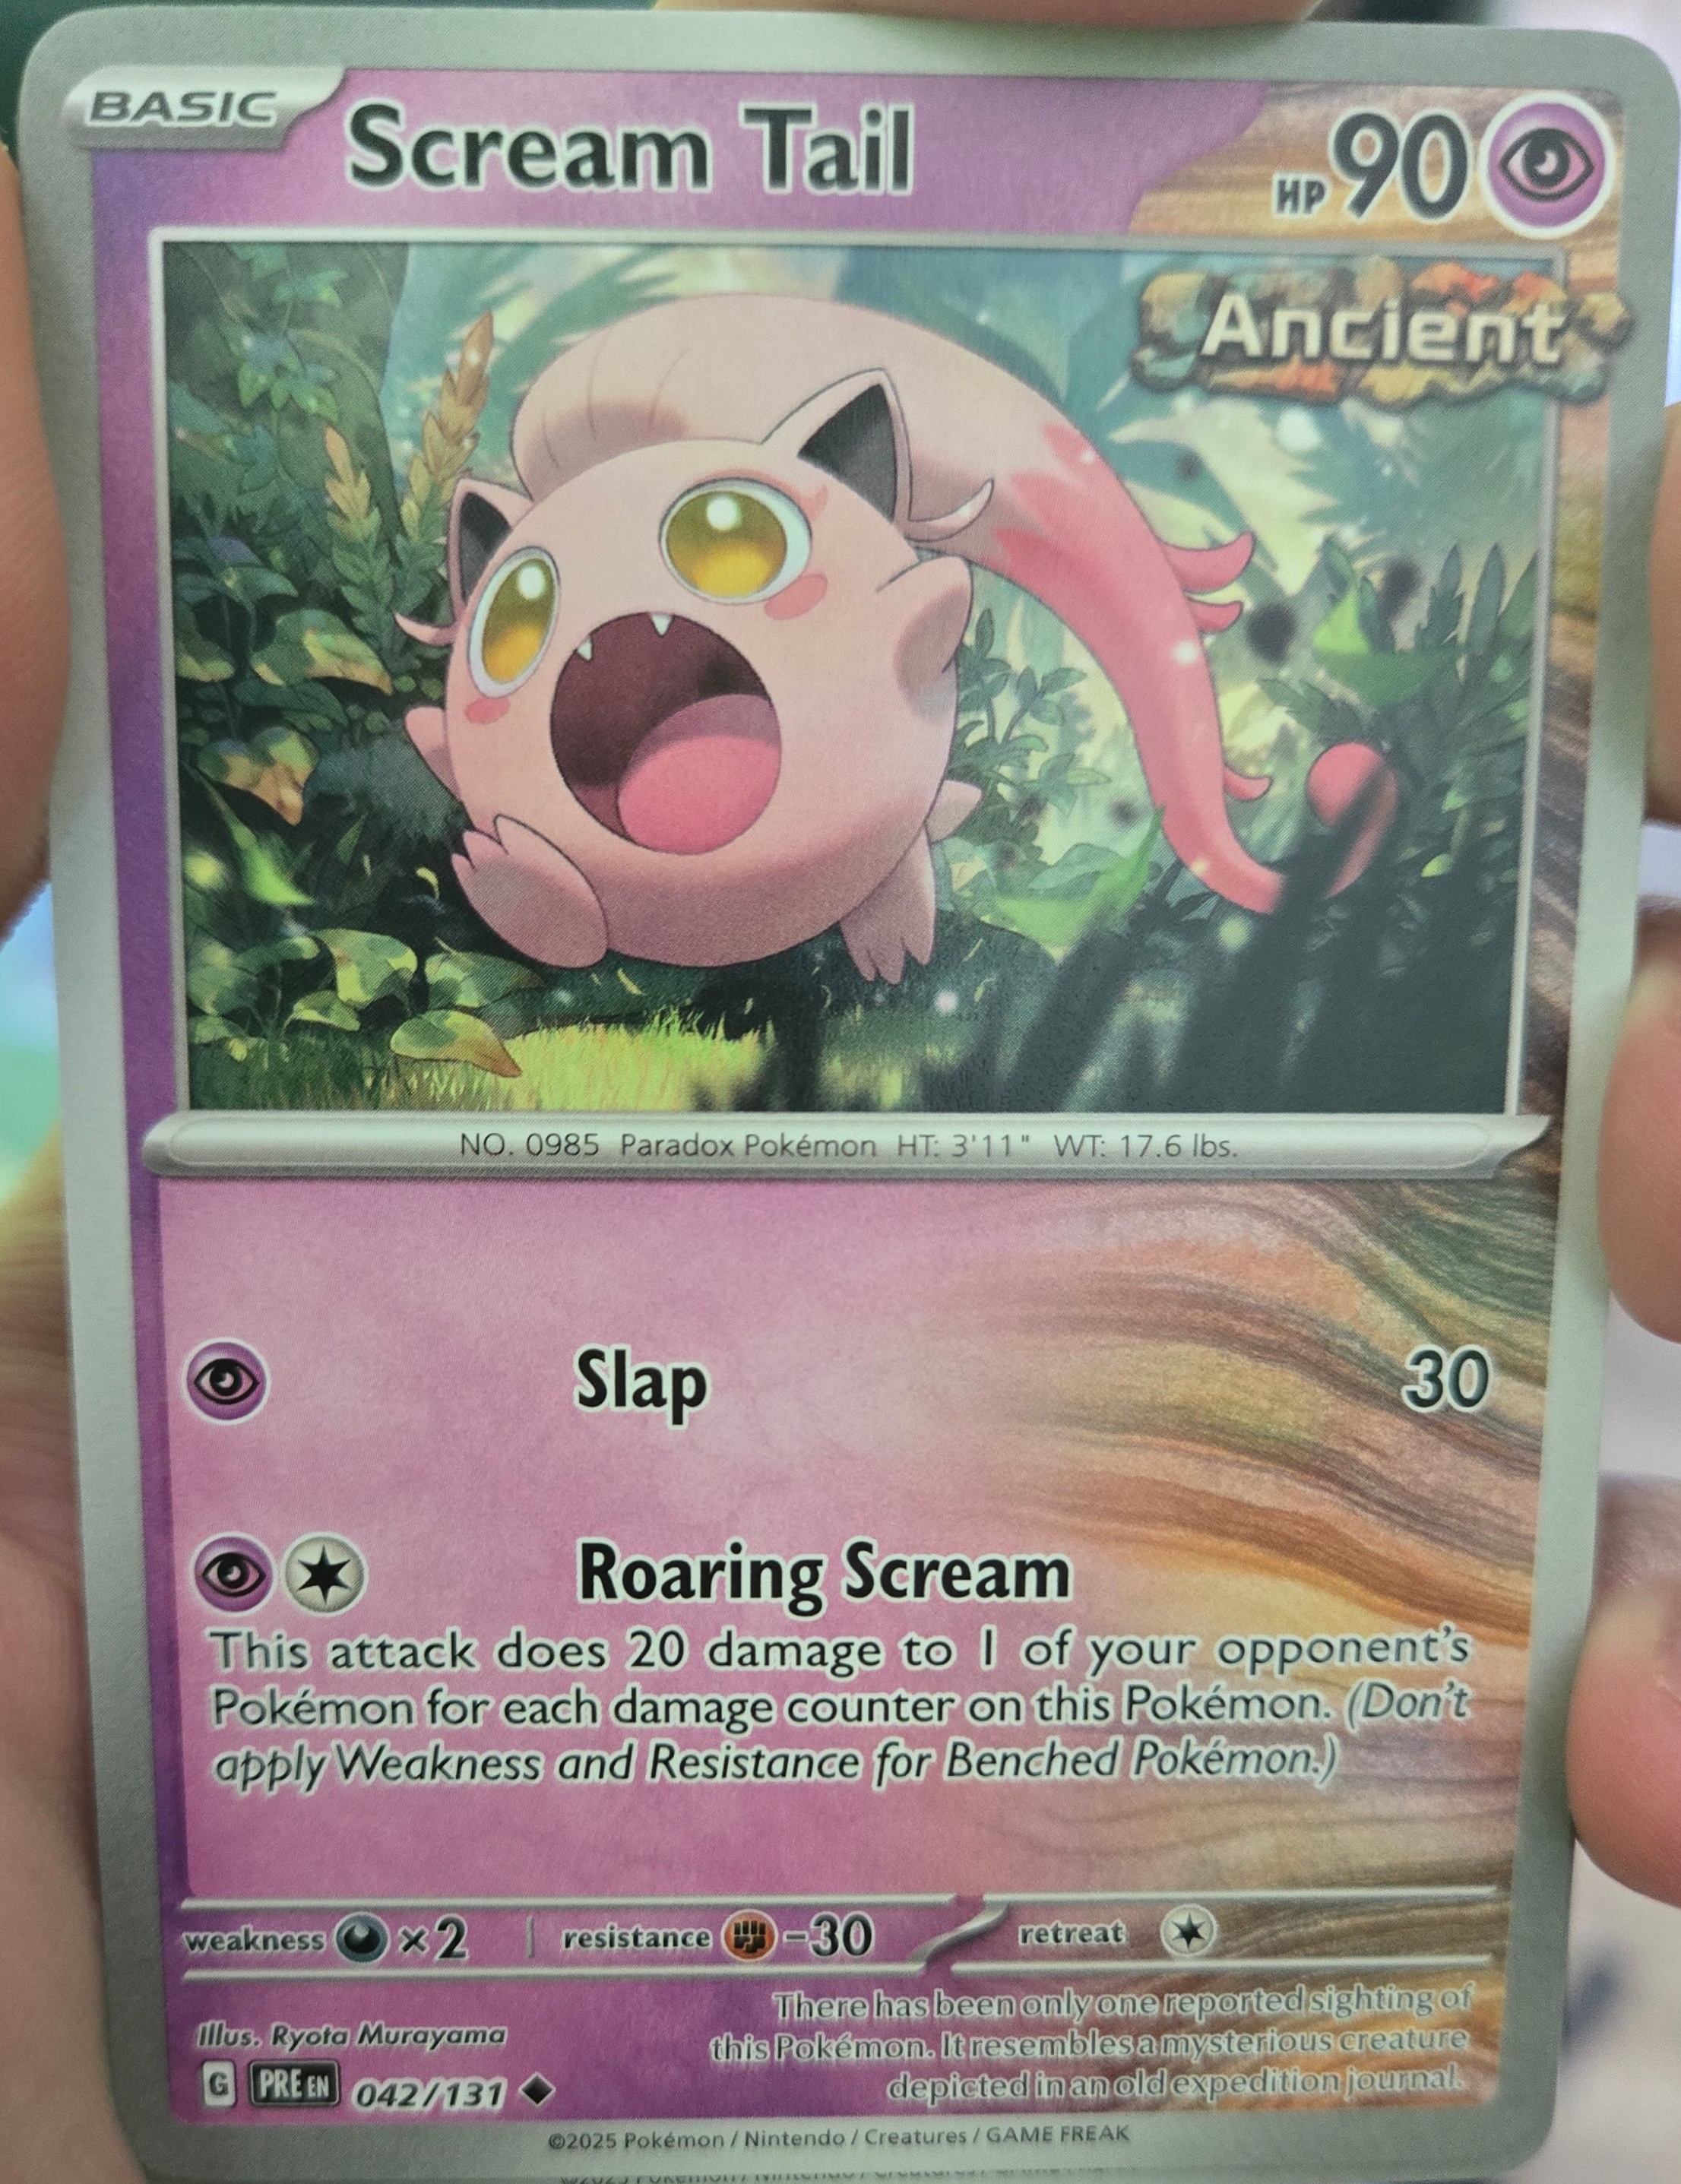 BASIC Scream Tail HP 90
Ancient
NO. 0985 Paradox Pokémon HT: 3'11" WT: 17.6 lbs.
Slap 30
Roaring Scream
This attack does 20 damage to 1 of your opponent's
Pokémon for each damage counter on this Pokémon. (Don't
apply Weakness and Resistance for Benched Pokémon.)
weakness ×2 resistance -30 retreat
There has been only one reported sighting of
this Pokémon. It resembles a mysterious creature
depicted in an old expedition journal.
Illus. Ryota Murayama
G PRE EN 042/131
©2025 Pokémon / Nintendo / Creatures / GAME FREAK